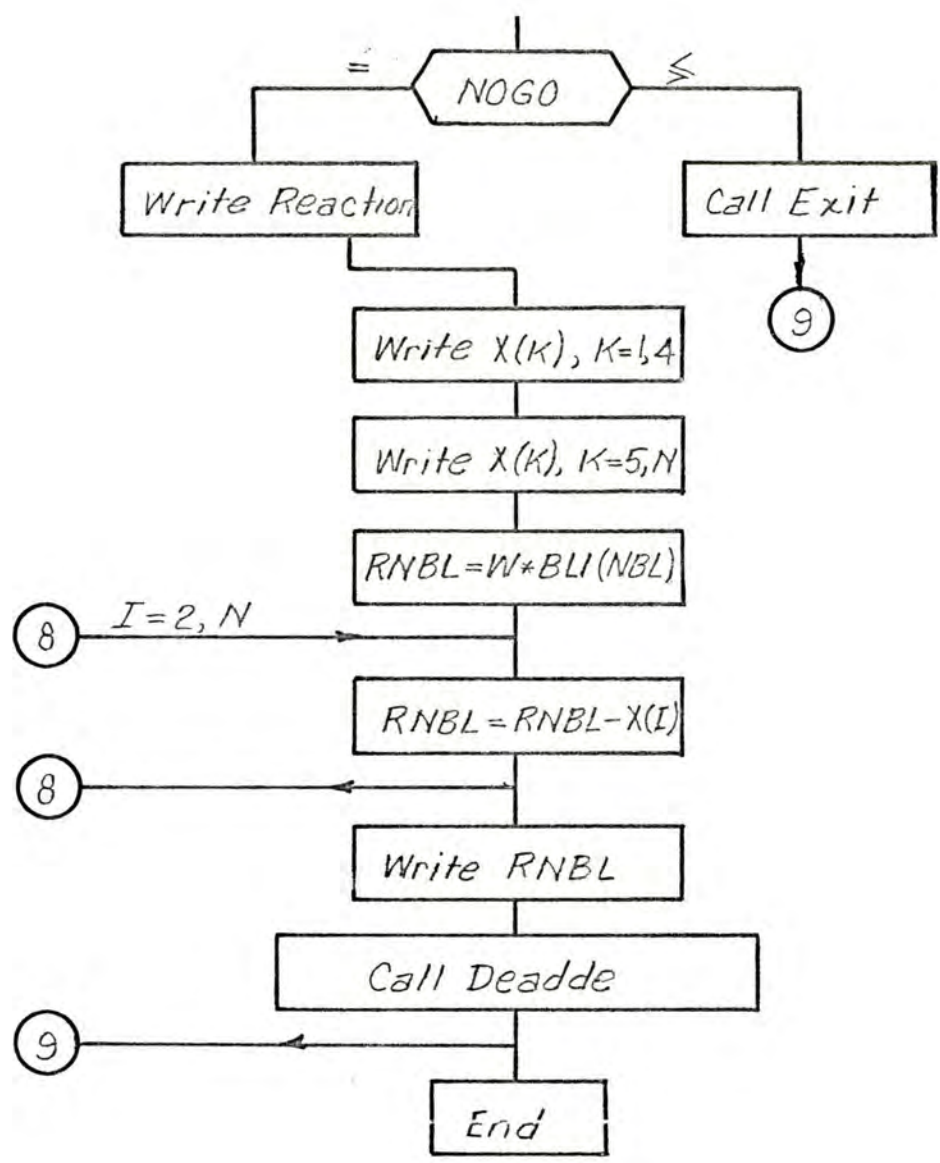 = NOGO ≶
Write Reaction
Call Exit
9
Write X(K), K=1,4
Write X(K), K=5,N
RNBL=W*BL1(NBL)
8 I=2, N
RNBL=RNBL-X(I)
8
Write RNBL
Call Deadde
9
End